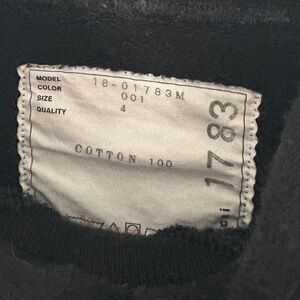 MODEL 18-01783M
COLOR 001
SIZE 4
QUALITY
COTTON 100
1783